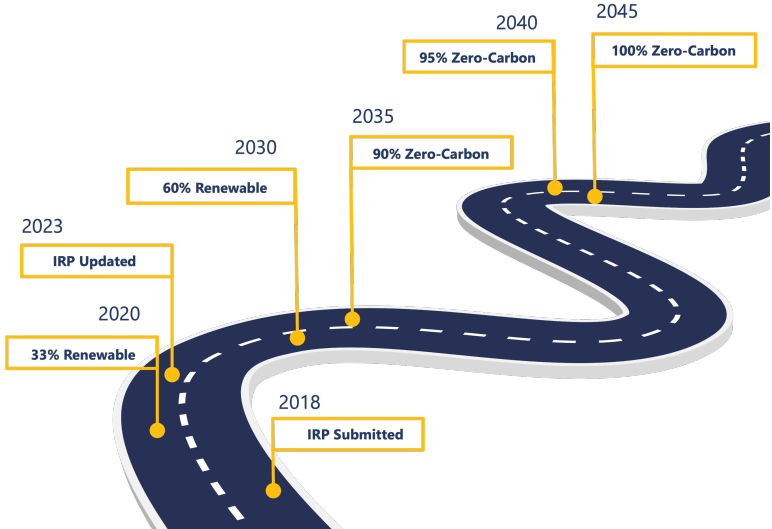 2045
2040
100% Zero-Carbon
95% Zero-Carbon
2035
90% Zero-Carbon
2030
60% Renewable
2023
IRP Updated
2020
33% Renewable
2018
IRP Submitted